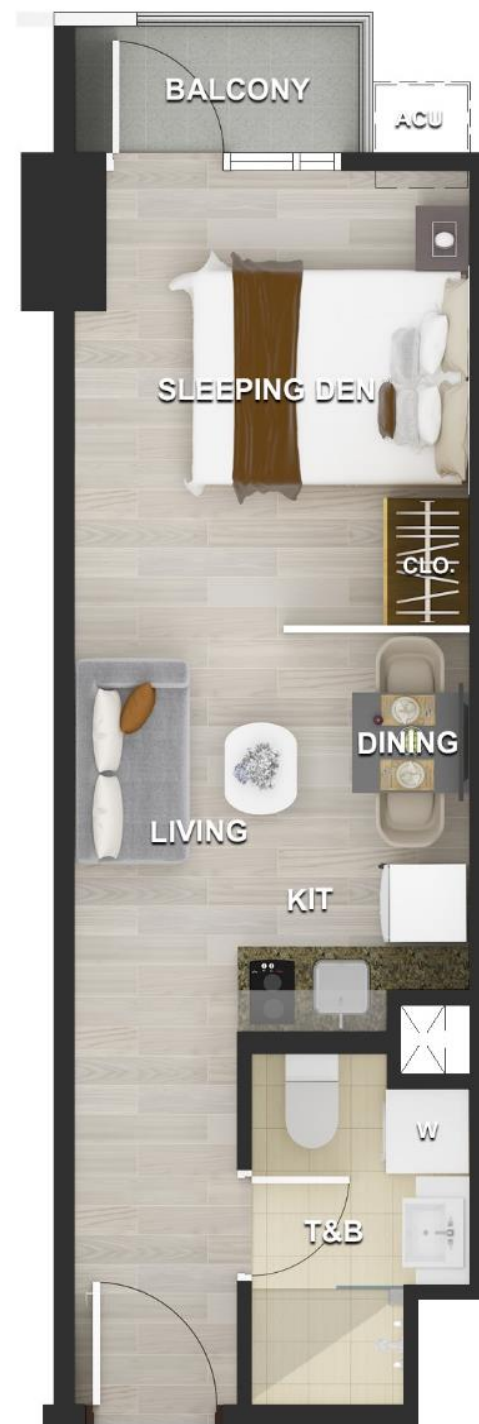 BALCONY
ACU
SLEEPING DEN
CLO.
DINING
LIVING
KIT
W
T&B